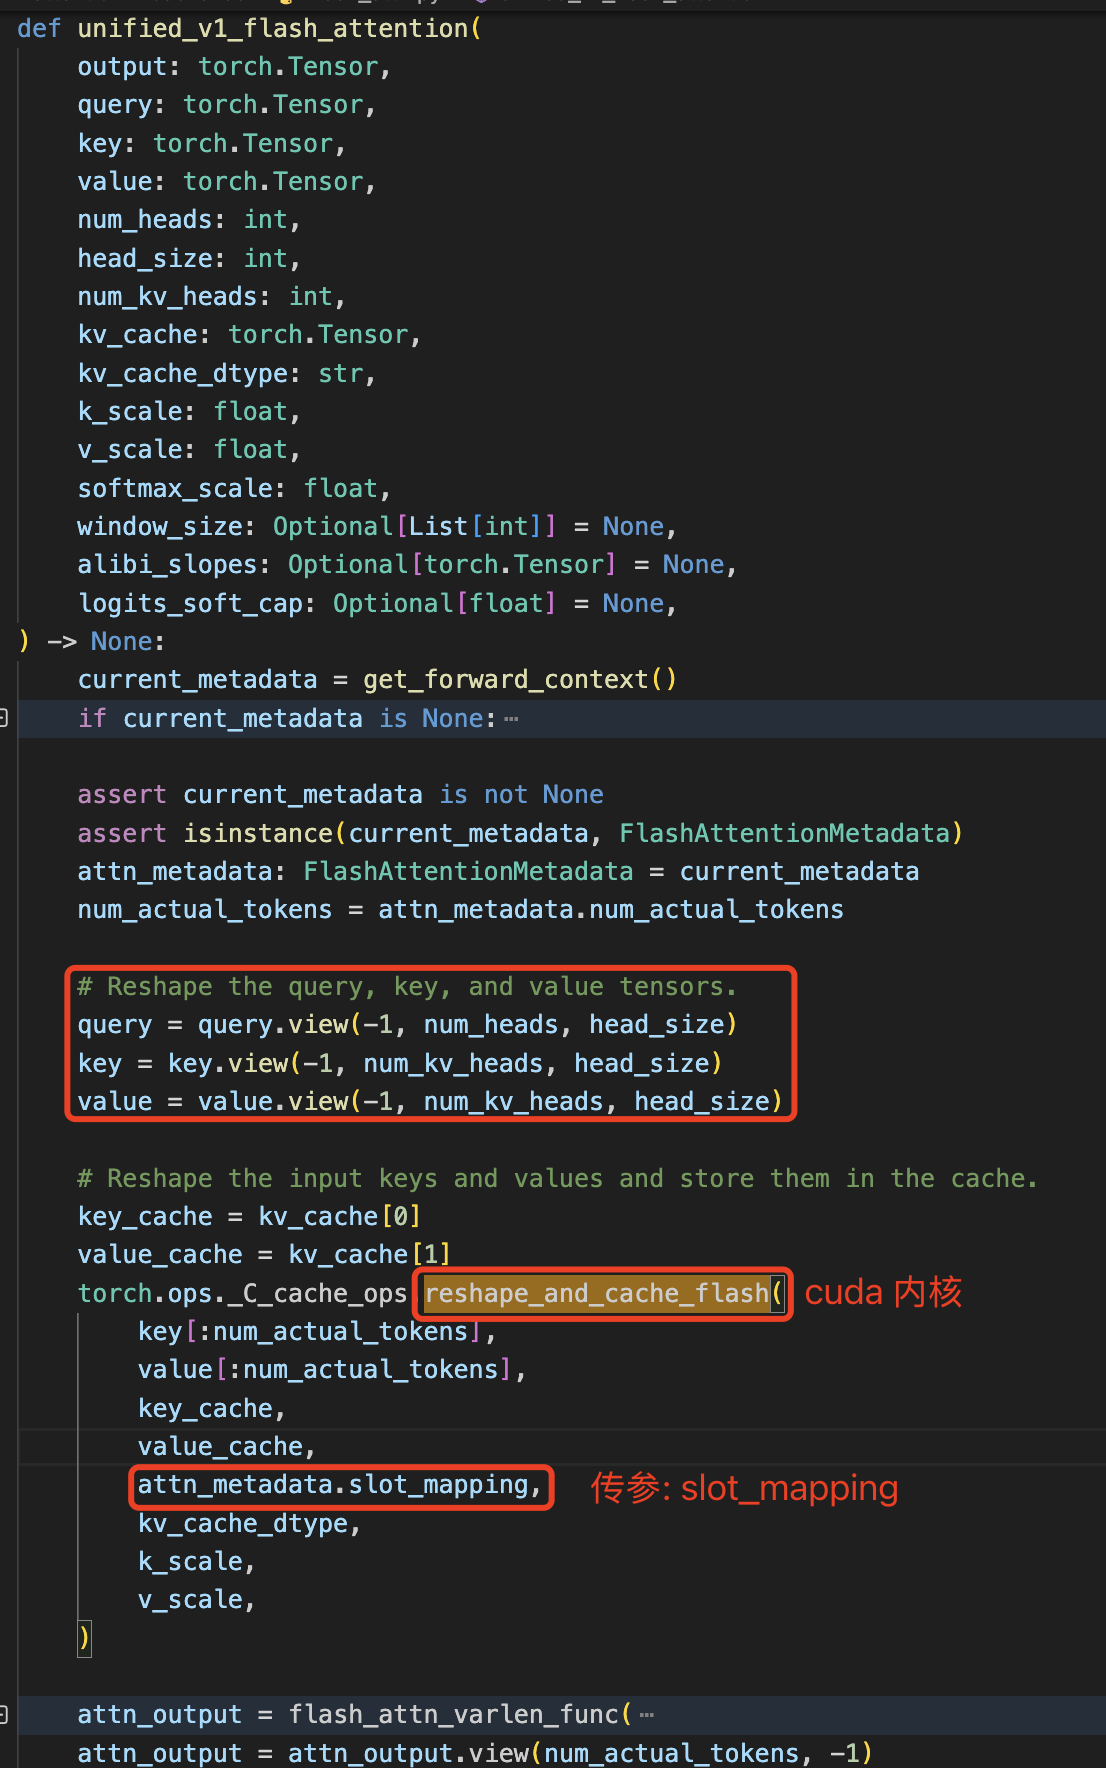 def unified_v1_flash_attention(
output: torch.Tensor,
query: torch.Tensor,
key: torch.Tensor,
value: torch.Tensor,
num_heads: int,
head_size: int,
num_kv_heads: int,
kv_cache: torch.Tensor,
kv_cache_dtype: str,
k_scale: float,
v_scale: float,
softmax_scale: float,
window_size: Optional[List[int]] = None,
alibi_slopes: Optional[torch.Tensor] = None,
logits_soft_cap: Optional[float] = None,
) -> None:
current_metadata = get_forward_context()
if current_metadata is None: ⋯
assert current_metadata is not None
assert isinstance(current_metadata, FlashAttentionMetadata)
attn_metadata: FlashAttentionMetadata = current_metadata
num_actual_tokens = attn_metadata.num_actual_tokens
# Reshape the query, key, and value tensors.
query = query.view(-1, num_heads, head_size)
key = key.view(-1, num_kv_heads, head_size)
value = value.view(-1, num_kv_heads, head_size)
# Reshape the input keys and values and store them in the cache.
key_cache = kv_cache[0]
value_cache = kv_cache[1]
torch.ops._C_cache_ops reshape_and_cache_flash( cuda 内核
key[:num_actual_tokens],
value[:num_actual_tokens],
key_cache,
value_cache,
attn_metadata.slot_mapping, 传参: slot_mapping
kv_cache_dtype,
k_scale,
v_scale,
)
attn_output = flash_attn_varlen_func( ⋯
attn_output = attn_output.view(num_actual_tokens, -1)